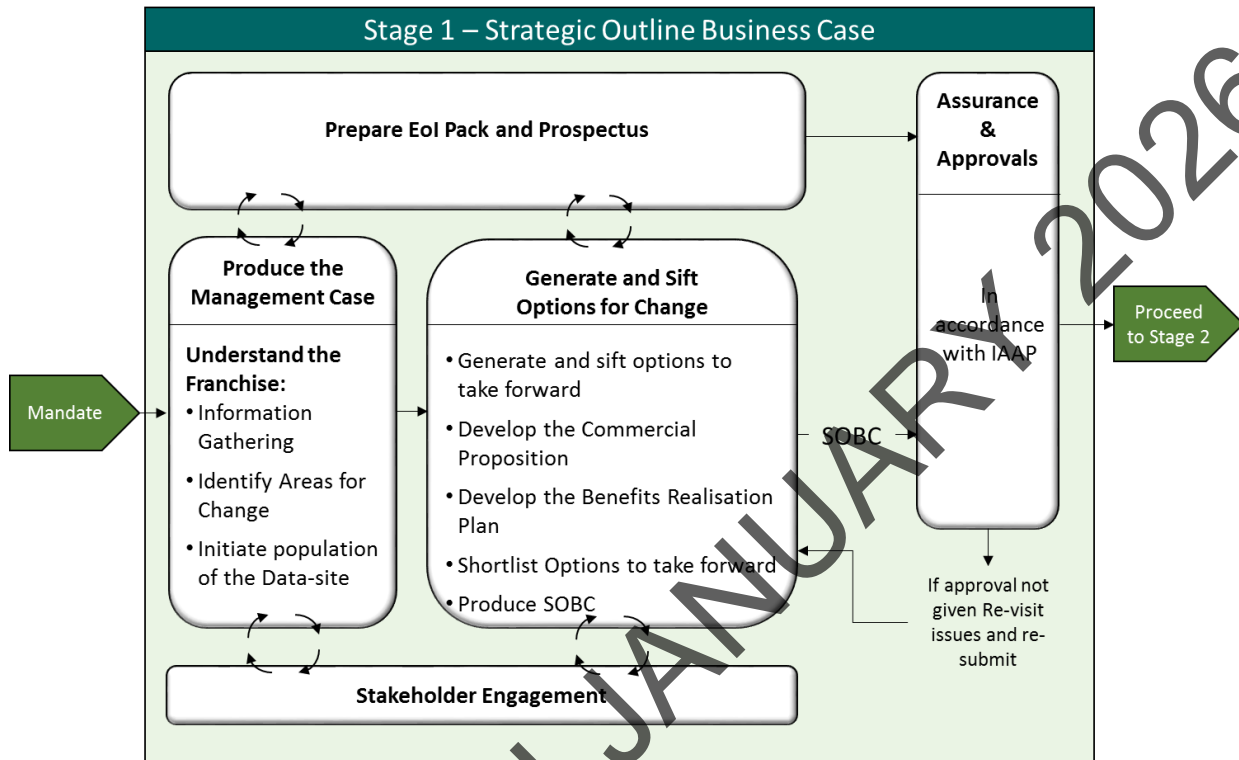 Stage 1 – Strategic Outline Business Case
Prepare EoI Pack and Prospectus
Assurance
&
Approvals
In
accordance
with IAAP
Mandate
Produce the
Management Case
Understand the
Franchise:
• Information
Gathering
• Identify Areas for
Change
• Initiate population
of the Data-site
Generate and Sift
Options for Change
• Generate and sift options to
take forward
• Develop the Commercial
Proposition
• Develop the Benefits Realisation
Plan
• Shortlist Options to take forward
• Produce SOBC
SOBC
Proceed
to Stage 2
If approval not
given Re-visit
issues and re-
submit
Stakeholder Engagement
JANUARY 2026